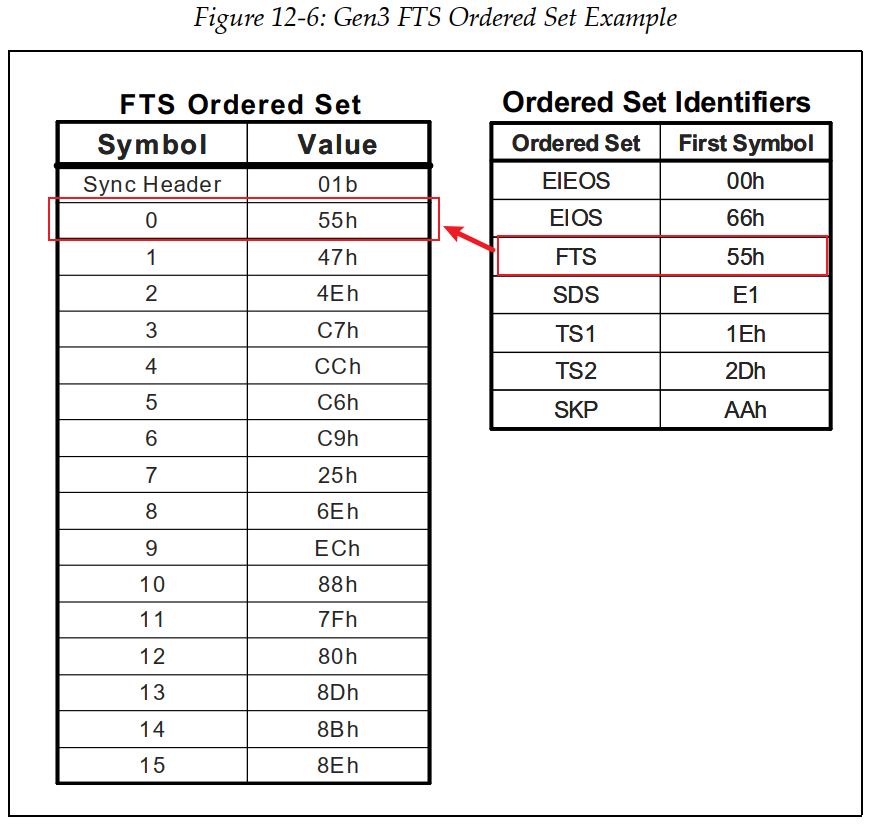 Figure 12-6: Gen3 FTS Ordered Set Example
FTS Ordered Set
Symbol Value
Sync Header 01b
0 55h
1 47h
2 4Eh
3 C7h
4 CCh
5 C6h
6 C9h
7 25h
8 6Eh
9 ECh
10 88h
11 7Fh
12 80h
13 8Dh
14 8Bh
15 8Eh
Ordered Set Identifiers
Ordered Set First Symbol
EIEOS 00h
EIOS 66h
FTS 55h
SDS E1
TS1 1Eh
TS2 2Dh
SKP AAh